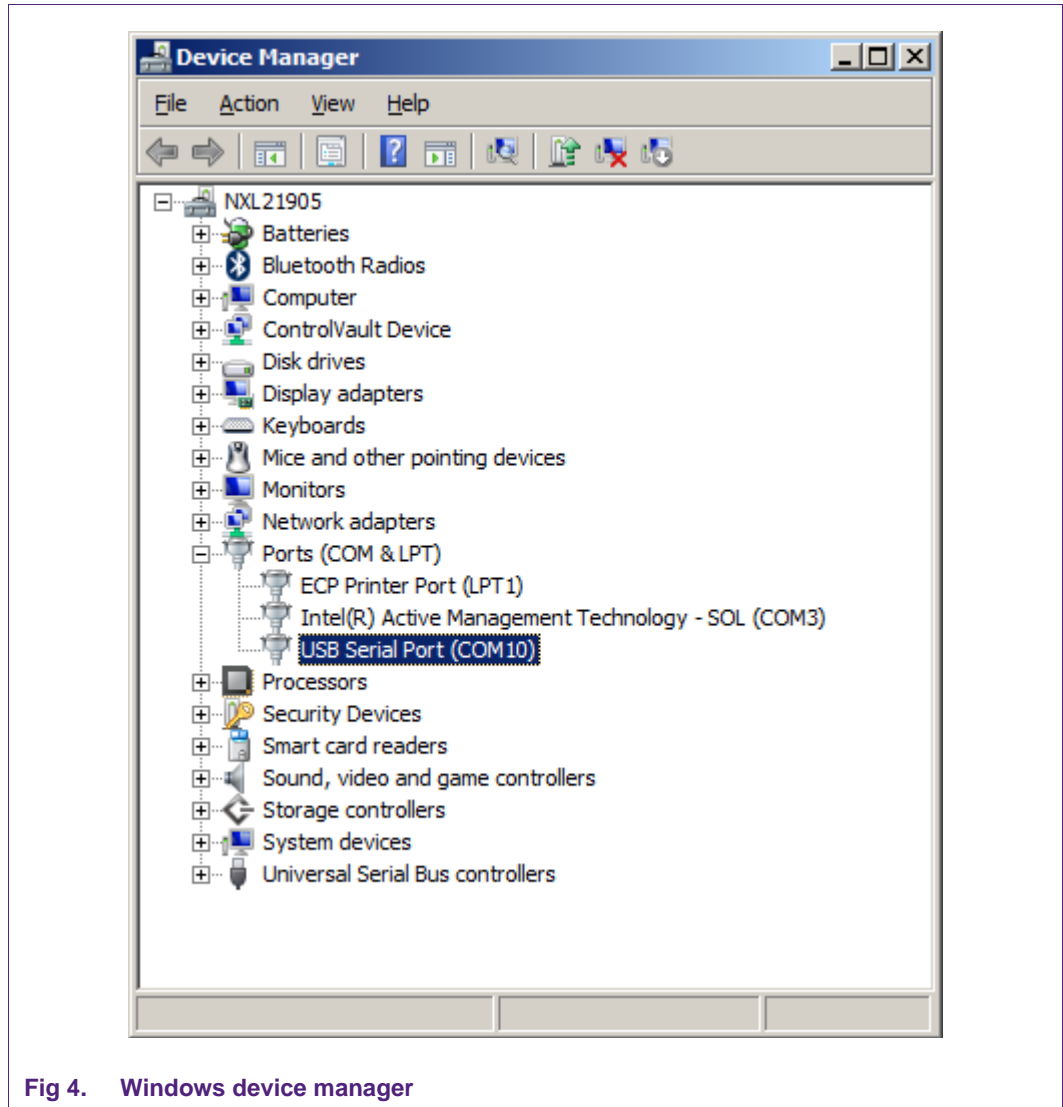 Device Manager
File Action View Help
NXL21905
Batteries
Bluetooth Radios
Computer
ControlVault Device
Disk drives
Display adapters
Keyboards
Mice and other pointing devices
Monitors
Network adapters
Ports (COM & LPT)
ECP Printer Port (LPT1)
Intel(R) Active Management Technology - SOL (COM3)
USB Serial Port (COM10)
Processors
Security Devices
Smart card readers
Sound, video and game controllers
Storage controllers
System devices
Universal Serial Bus controllers
Fig 4. Windows device manager